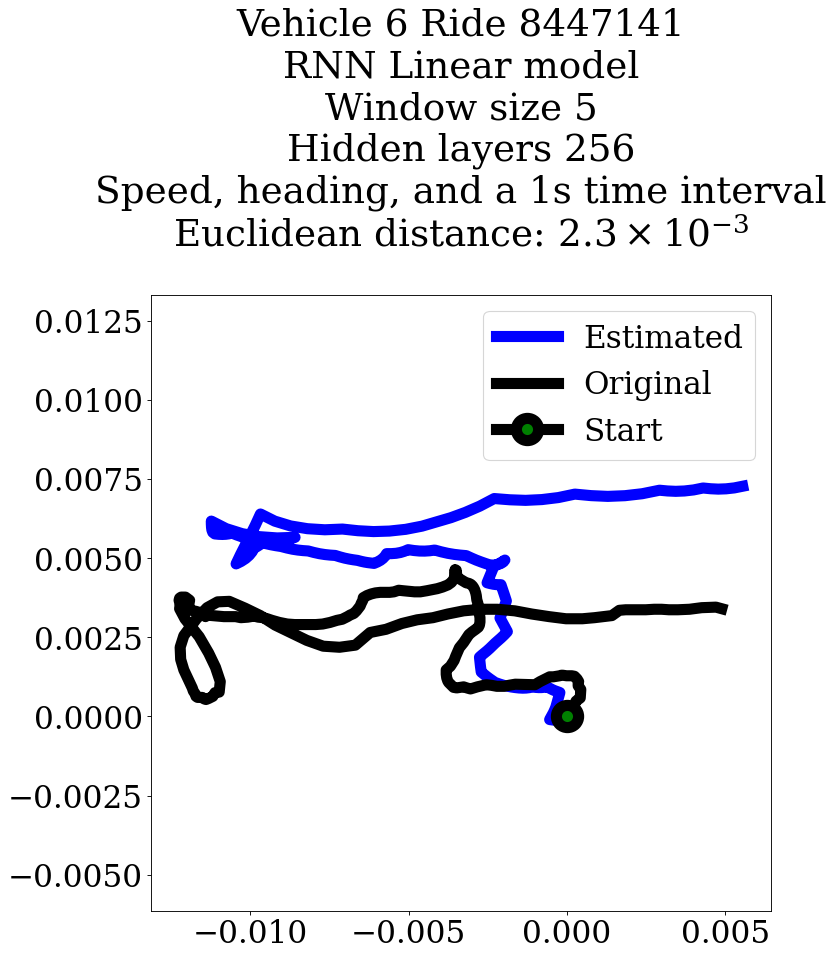 Vehicle 6 Ride 8447141
RNN Linear model
Window size 5
Hidden layers 256
Speed, heading, and a 1s time interval
Euclidean distance: 2.3 × 10⁻³
Estimated
Original
Start
0.0125
0.0100
0.0075
0.0050
0.0025
0.0000
−0.0025
−0.0050
−0.010 −0.005 0.000 0.005